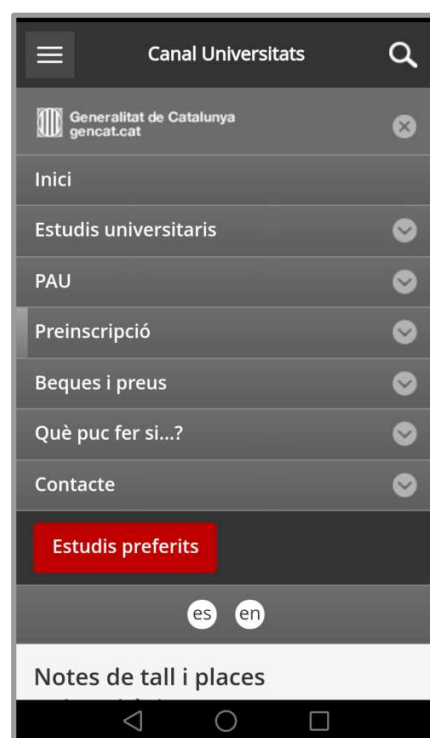 Canal Universitats
Generalitat de Catalunya
gencat.cat
Inici
Estudis universitaris
PAU
Preinscripció
Beques i preus
Què puc fer si...?
Contacte
Estudis preferits
es en
Notes de tall i places